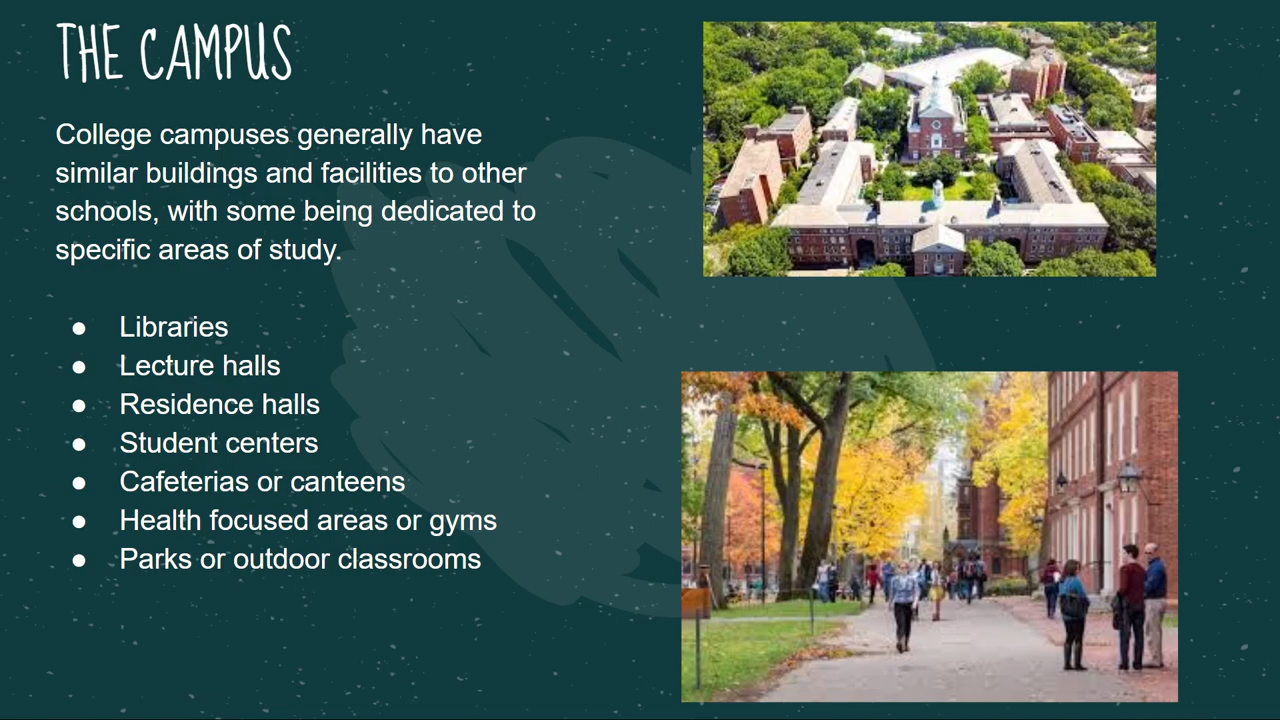 THE CAMPUS
College campuses generally have
similar buildings and facilities to other
schools, with some being dedicated to
specific areas of study.
● Libraries
● Lecture halls
● Residence halls
● Student centers
● Cafeterias or canteens
● Health focused areas or gyms
● Parks or outdoor classrooms